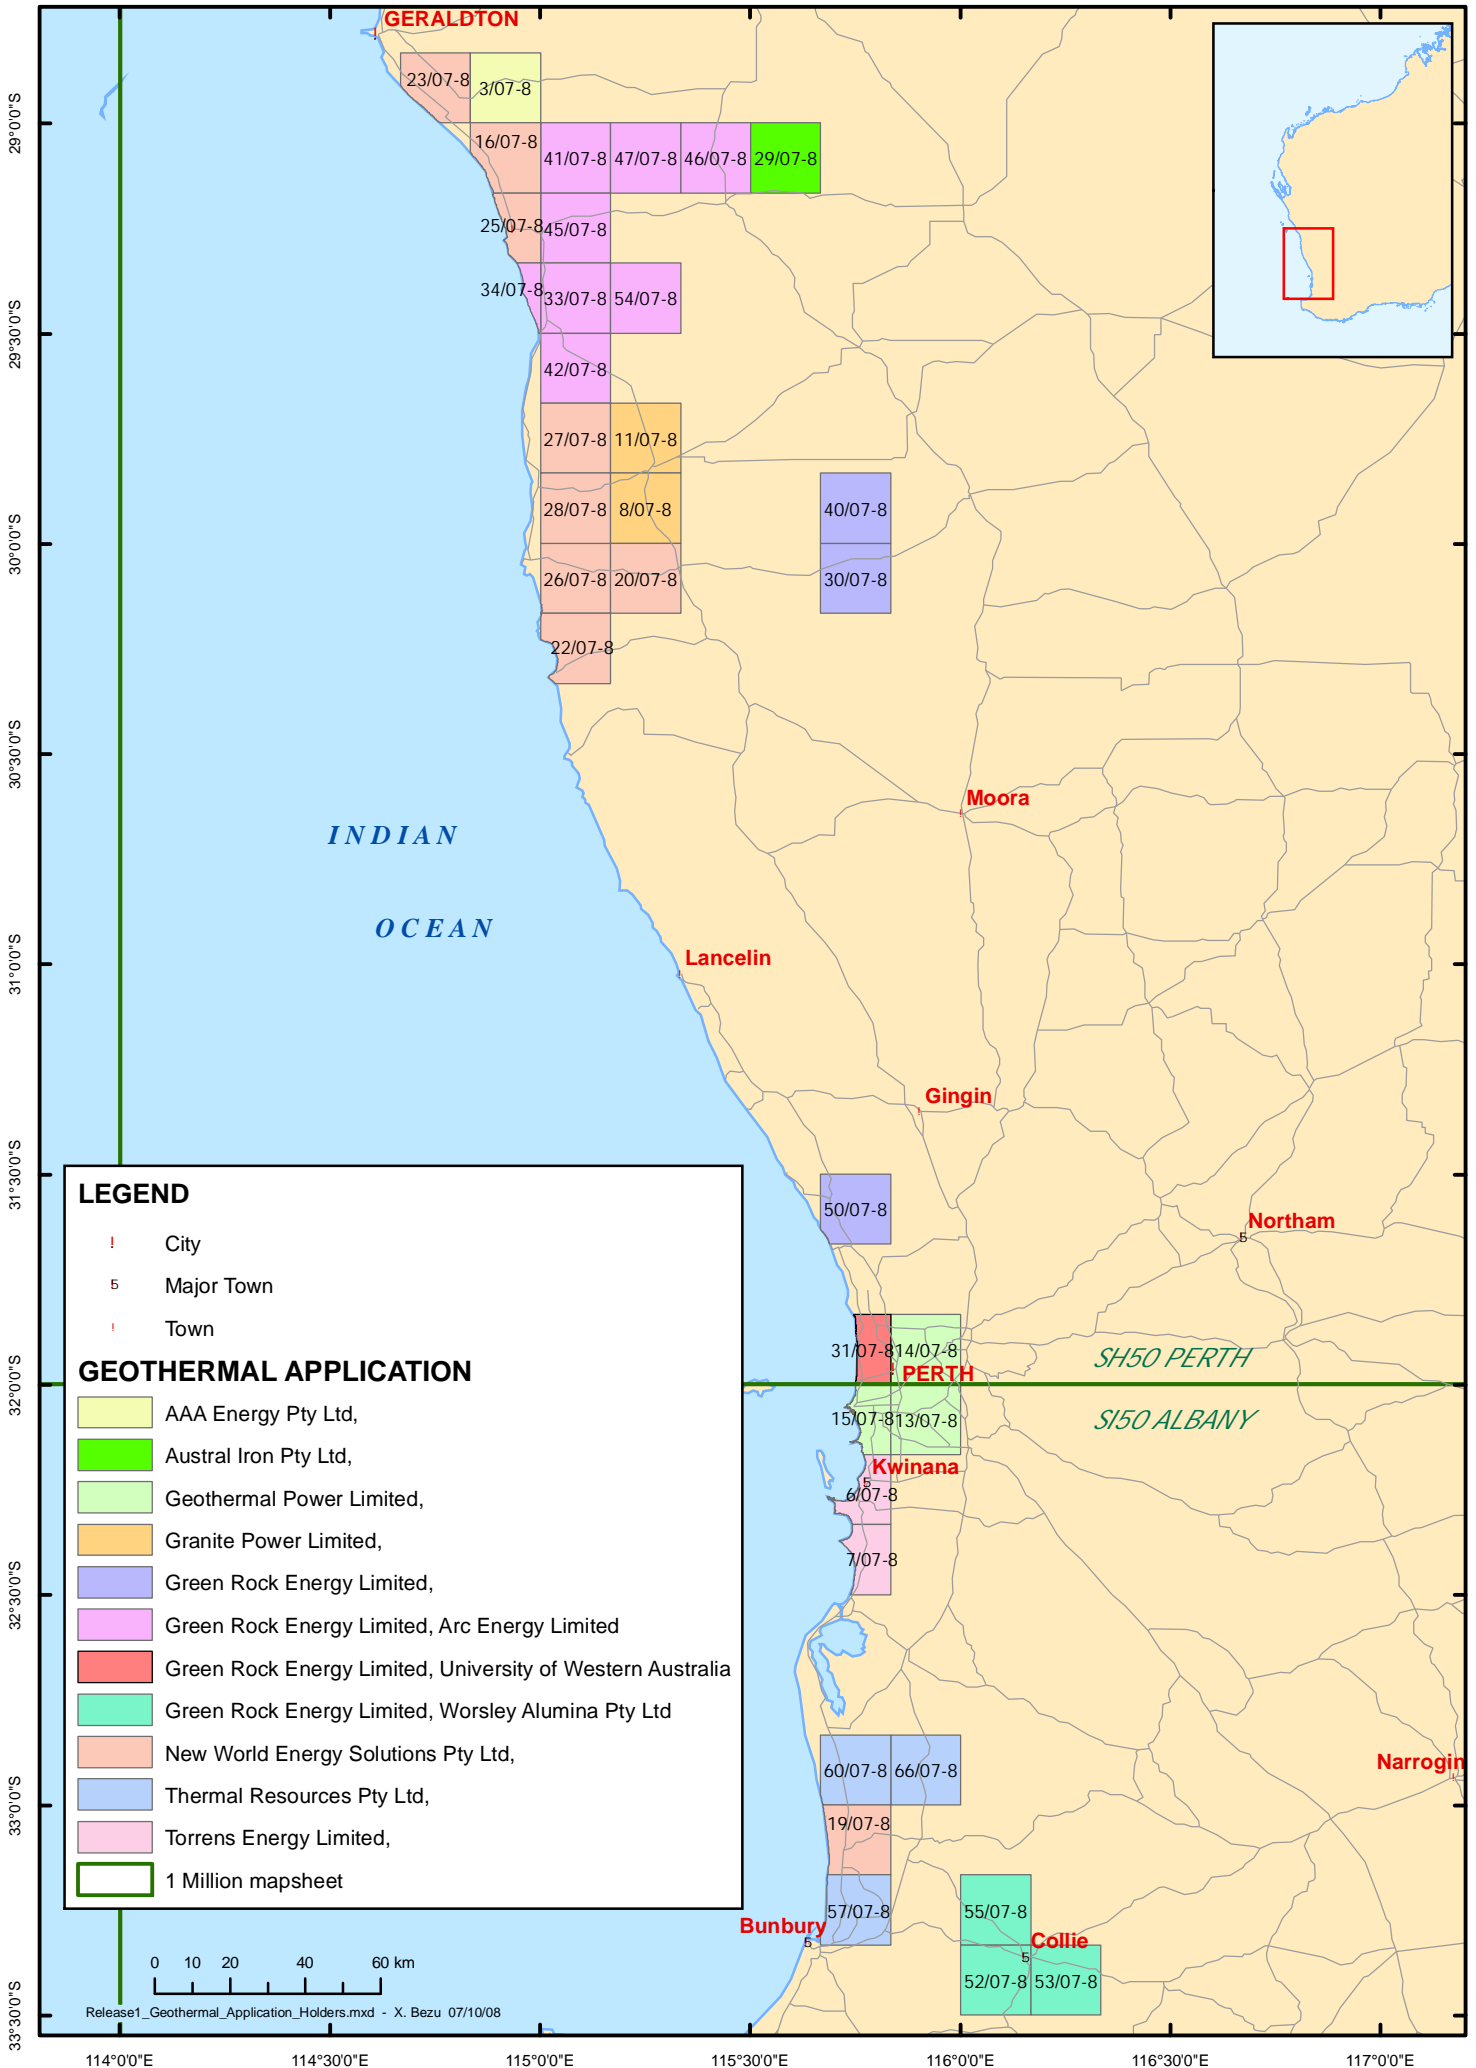 GERALDTON
23/07-8
3/07-8
16/07-8
41/07-8
47/07-8
46/07-8
29/07-8
25/07-8
45/07-8
34/07-8
33/07-8
54/07-8
42/07-8
27/07-8
11/07-8
28/07-8
8/07-8
40/07-8
26/07-8
20/07-8
30/07-8
22/07-8
Moora
INDIAN
OCEAN
Lancelin
Gingin
50/07-8
Northam
31/07-8
14/07-8
PERTH
SH50 PERTH
15/07-8
13/07-8
SI50 ALBANY
Kwinana
6/07-8
7/07-8
60/07-8
66/07-8
Narrogin
19/07-8
57/07-8
55/07-8
Bunbury
Collie
52/07-8
53/07-8
LEGEND
! City
5 Major Town
! Town
GEOTHERMAL APPLICATION
AAA Energy Pty Ltd,
Austral Iron Pty Ltd,
Geothermal Power Limited,
Granite Power Limited,
Green Rock Energy Limited,
Green Rock Energy Limited, Arc Energy Limited
Green Rock Energy Limited, University of Western Australia
Green Rock Energy Limited, Worsley Alumina Pty Ltd
New World Energy Solutions Pty Ltd,
Thermal Resources Pty Ltd,
Torrens Energy Limited,
1 Million mapsheet
0 10 20 40 60 km
Release1_Geothermal_Application_Holders.mxd - X. Bezu 07/10/08
29°0'0"S
29°30'0"S
30°0'0"S
30°30'0"S
31°0'0"S
31°30'0"S
32°0'0"S
32°30'0"S
33°0'0"S
33°30'0"S
114°0'0"E
114°30'0"E
115°0'0"E
115°30'0"E
116°0'0"E
116°30'0"E
117°0'0"E